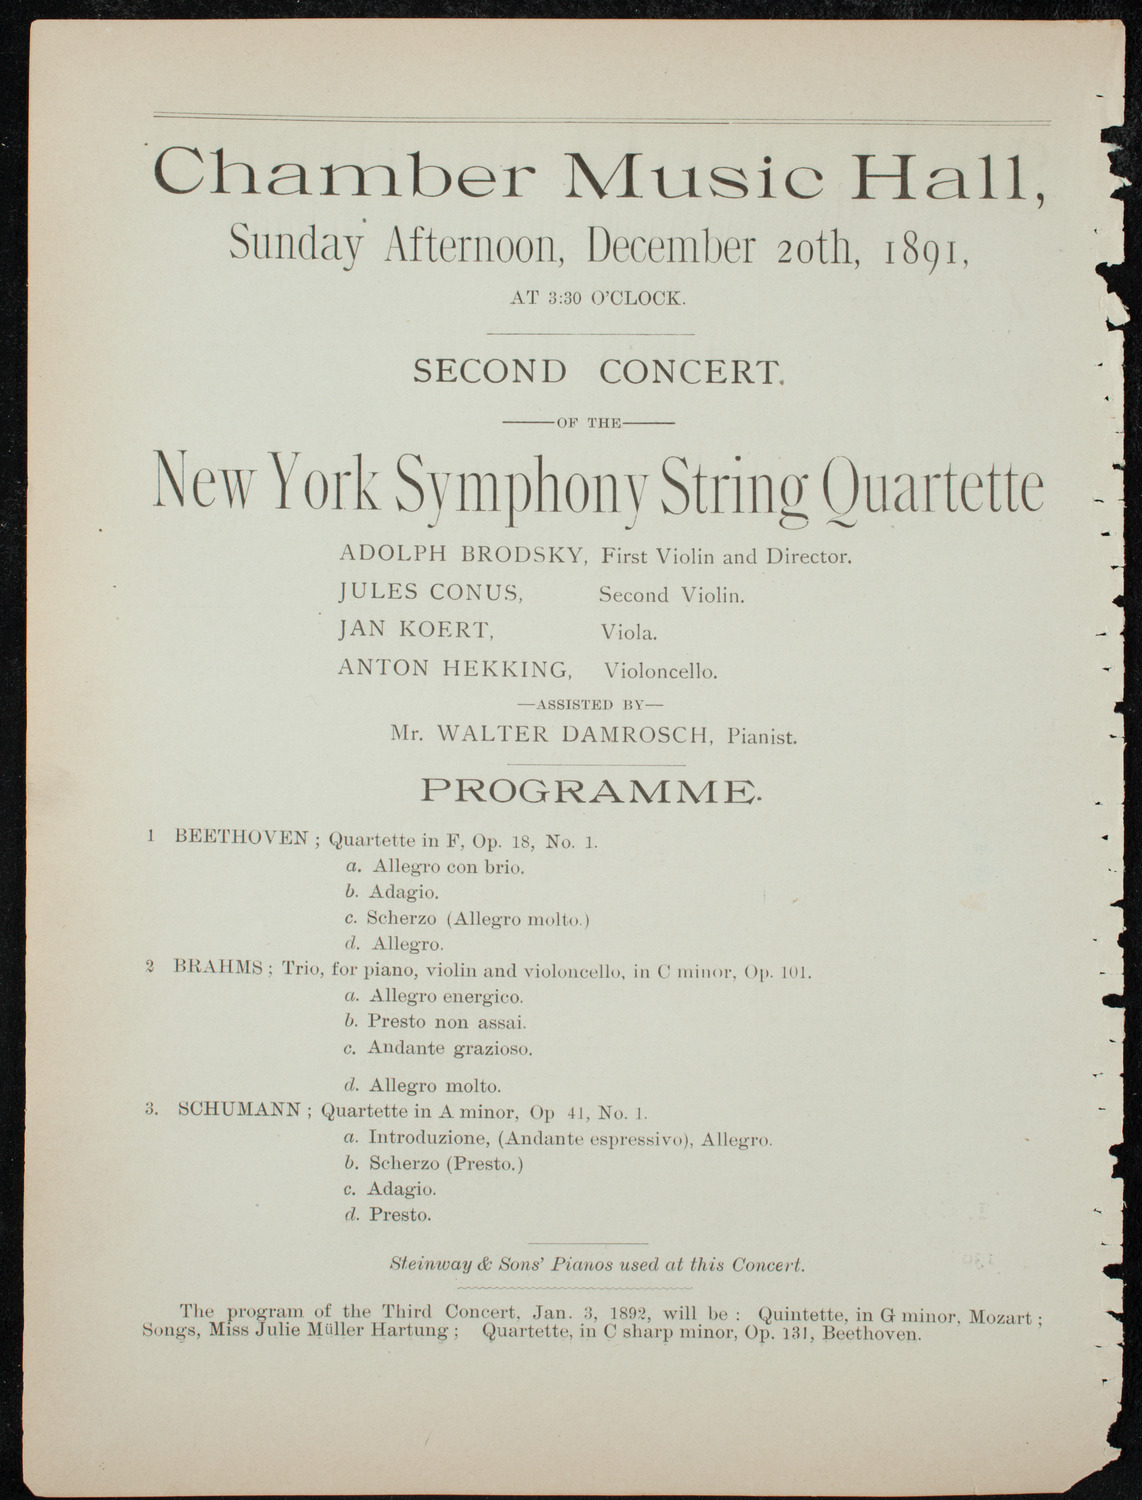 Chamber Music Hall,
Sunday Afternoon, December 20th, 1891,
AT 3:30 O'CLOCK.
SECOND CONCERT.
OF THE
New York Symphony String Quartette
ADOLPH BRODSKY, First Violin and Director.
JULES CONUS, Second Violin.
JAN KOERT, Viola.
ANTON HEKKING, Violoncello.
—ASSISTED BY—
Mr. WALTER DAMROSCH, Pianist.
PROGRAMME.
1 BEETHOVEN ; Quartette in F, Op. 18, No. 1.
a. Allegro con brio.
b. Adagio.
c. Scherzo (Allegro molto.)
d. Allegro.
2 BRAHMS ; Trio, for piano, violin and violoncello, in C minor, Op. 101.
a. Allegro energico.
b. Presto non assai.
c. Andante grazioso.
d. Allegro molto.
3. SCHUMANN ; Quartette in A minor, Op 41, No. 1.
a. Introduzione, (Andante espressivo), Allegro.
b. Scherzo (Presto.)
c. Adagio.
d. Presto.
Steinway & Sons' Pianos used at this Concert.
The program of the Third Concert, Jan. 3, 1892, will be : Quintette, in G minor, Mozart ;
Songs, Miss Julie Müller Hartung ; Quartette, in C sharp minor, Op. 131, Beethoven.